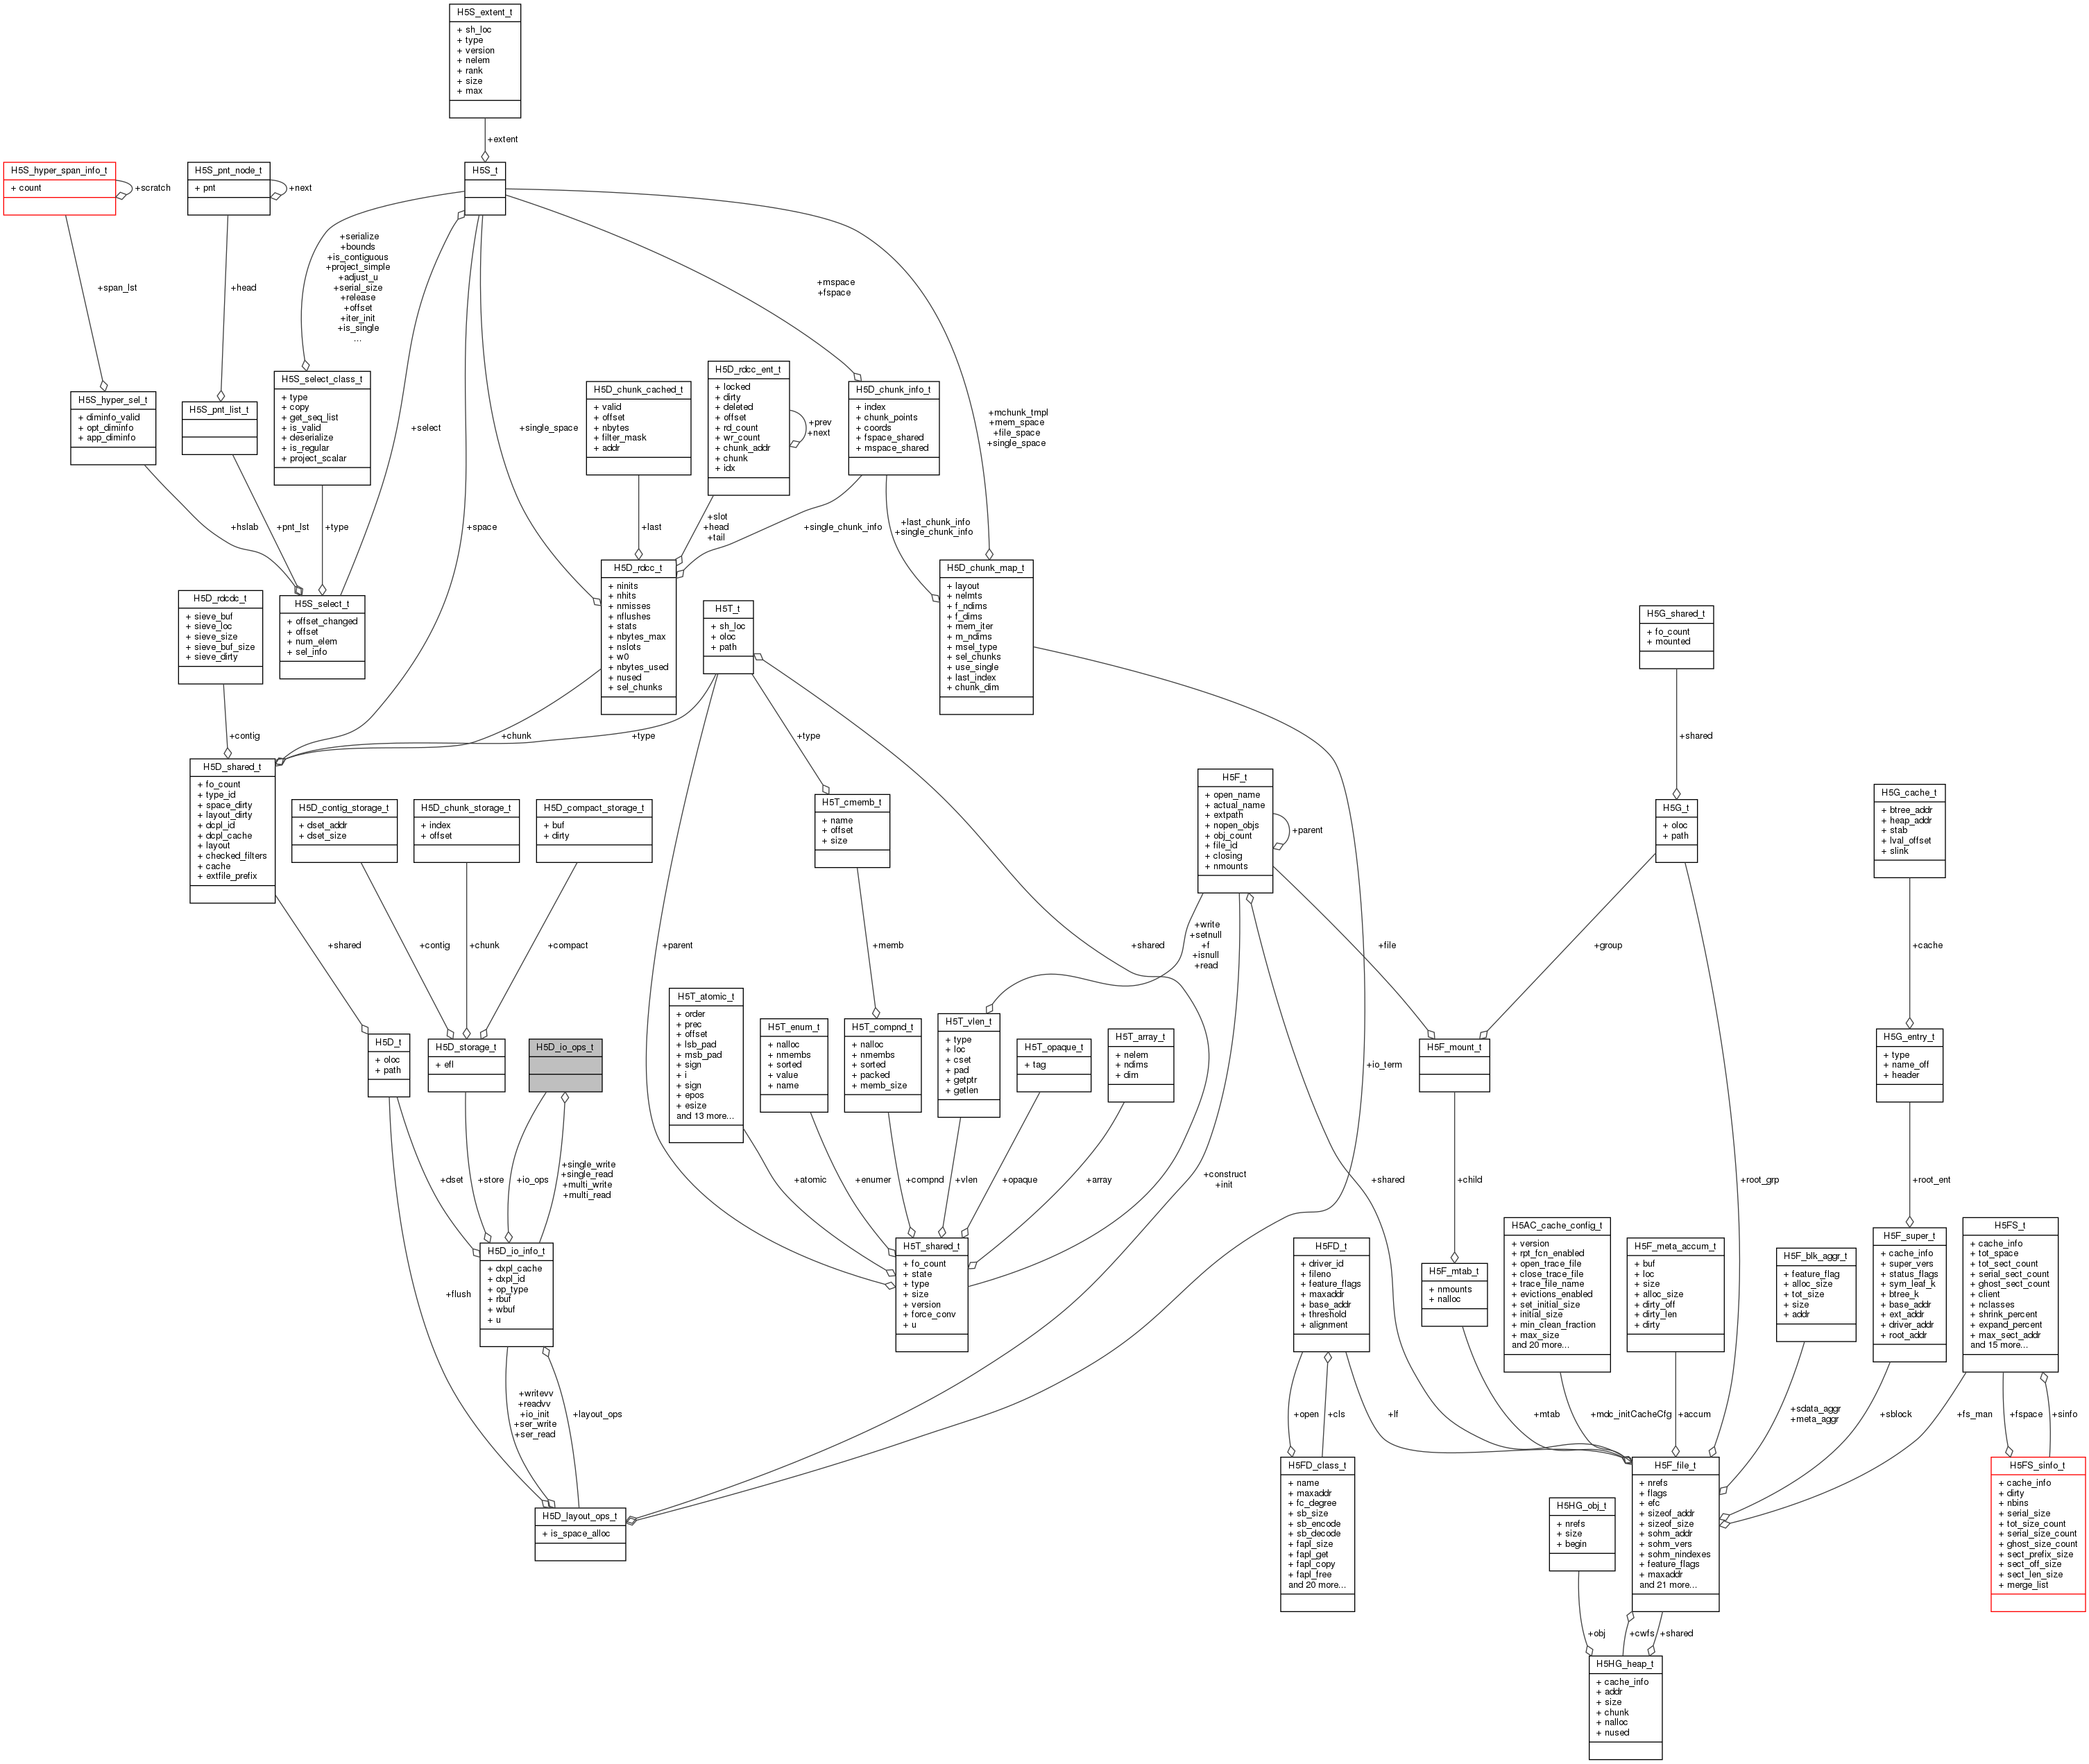 H5S_extent_t
+ sh_loc
+ type
+ version
+ nelem
+ rank
+ size
+ max
+extent
H5S_hyper_span_info_t
+ count
+scratch
H5S_pnt_node_t
+ pnt
+next
H5S_t
+serialize
+bounds
+is_contiguous
+project_simple
+adjust_u
+serial_size
+release
+offset
+iter_init
+is_single
...
+span_lst
+head
+mspace
+fspace
H5S_hyper_sel_t
+ diminfo_valid
+ opt_diminfo
+ app_diminfo
H5S_pnt_list_t
H5S_select_class_t
+ type
+ copy
+ get_seq_list
+ is_valid
+ deserialize
+ is_regular
+ project_scalar
+select
+single_space
H5D_chunk_cached_t
+ valid
+ offset
+ nbytes
+ filter_mask
+ addr
H5D_rdcc_ent_t
+ locked
+ dirty
+ deleted
+ offset
+ rd_count
+ wr_count
+ chunk_addr
+ chunk
+ idx
+prev
+next
H5D_chunk_info_t
+ index
+ chunk_points
+ coords
+ fspace_shared
+ mspace_shared
+mchunk_tmpl
+mem_space
+file_space
+single_space
+hslab
+pnt_lst
+type
+space
+last
+slot
+head
+tail
+single_chunk_info
+last_chunk_info
+single_chunk_info
H5D_rdcdc_t
+ sieve_buf
+ sieve_loc
+ sieve_size
+ sieve_buf_size
+ sieve_dirty
H5S_select_t
+ offset_changed
+ offset
+ num_elem
+ sel_info
H5D_rdcc_t
+ ninits
+ nhits
+ nmisses
+ nflushes
+ stats
+ nbytes_max
+ nslots
+ w0
+ nbytes_used
+ nused
+ sel_chunks
H5T_t
+ sh_loc
+ oloc
+ path
H5D_chunk_map_t
+ layout
+ nelmts
+ f_ndims
+ f_dims
+ mem_iter
+ m_ndims
+ msel_type
+ sel_chunks
+ use_single
+ last_index
+ chunk_dim
H5G_shared_t
+ fo_count
+ mounted
+contig
+chunk
+type
+type
+shared
H5D_shared_t
+ fo_count
+ type_id
+ space_dirty
+ layout_dirty
+ dcpl_id
+ dcpl_cache
+ layout
+ checked_filters
+ cache
+ extfile_prefix
H5D_contig_storage_t
+ dset_addr
+ dset_size
H5D_chunk_storage_t
+ index
+ offset
H5D_compact_storage_t
+ buf
+ dirty
H5T_cmemb_t
+ name
+ offset
+ size
H5F_t
+ open_name
+ actual_name
+ extpath
+ nopen_objs
+ obj_count
+ file_id
+ closing
+ nmounts
+parent
H5G_t
+ oloc
+ path
H5G_cache_t
+ btree_addr
+ heap_addr
+ stab
+ lval_offset
+ slink
+shared
+contig
+chunk
+compact
+parent
+memb
+shared
+write
+setnull
+f
+isnull
+read
+file
+group
+cache
H5D_t
+ oloc
+ path
H5D_storage_t
+ efl
H5D_io_ops_t
H5T_atomic_t
+ order
+ prec
+ offset
+ lsb_pad
+ msb_pad
+ sign
+ i
+ sign
+ epos
+ esize
and 13 more...
H5T_enum_t
+ nalloc
+ nmembs
+ sorted
+ value
+ name
H5T_compnd_t
+ nalloc
+ nmembs
+ sorted
+ packed
+ memb_size
H5T_vlen_t
+ type
+ loc
+ cset
+ pad
+ getptr
+ getlen
H5T_opaque_t
+ tag
H5T_array_t
+ nelem
+ ndims
+ dim
+io_term
H5F_mount_t
H5G_entry_t
+ type
+ name_off
+ header
+dset
+store
+io_ops
+single_write
+single_read
+multi_write
+multi_read
+atomic
+enumer
+compnd
+vlen
+opaque
+array
+construct
+init
+shared
+child
+root_grp
+root_ent
+flush
H5D_io_info_t
+ dxpl_cache
+ dxpl_id
+ op_type
+ rbuf
+ wbuf
+ u
H5T_shared_t
+ fo_count
+ state
+ type
+ size
+ version
+ force_conv
+ u
H5FD_t
+ driver_id
+ fileno
+ feature_flags
+ maxaddr
+ base_addr
+ threshold
+ alignment
H5F_mtab_t
+ nmounts
+ nalloc
H5AC_cache_config_t
+ version
+ rpt_fcn_enabled
+ open_trace_file
+ close_trace_file
+ trace_file_name
+ evictions_enabled
+ set_initial_size
+ initial_size
+ min_clean_fraction
+ max_size
and 20 more...
H5F_meta_accum_t
+ buf
+ loc
+ size
+ alloc_size
+ dirty_off
+ dirty_len
+ dirty
H5F_blk_aggr_t
+ feature_flag
+ alloc_size
+ tot_size
+ size
+ addr
H5F_super_t
+ cache_info
+ super_vers
+ status_flags
+ sym_leaf_k
+ btree_k
+ base_addr
+ ext_addr
+ driver_addr
+ root_addr
H5FS_t
+ cache_info
+ tot_space
+ tot_sect_count
+ serial_sect_count
+ ghost_sect_count
+ client
+ nclasses
+ shrink_percent
+ expand_percent
+ max_sect_addr
and 15 more...
+writevv
+readvv
+io_init
+ser_write
+ser_read
+layout_ops
+open
+cls
+lf
+mtab
+mdc_initCacheCfg
+accum
+sdata_aggr
+meta_aggr
+sblock
+fs_man
+fspace
+sinfo
H5D_layout_ops_t
+ is_space_alloc
H5FD_class_t
+ name
+ maxaddr
+ fc_degree
+ sb_size
+ sb_encode
+ sb_decode
+ fapl_size
+ fapl_get
+ fapl_copy
+ fapl_free
and 20 more...
H5HG_obj_t
+ nrefs
+ size
+ begin
H5F_file_t
+ nrefs
+ flags
+ efc
+ sizeof_addr
+ sizeof_size
+ sohm_addr
+ sohm_vers
+ sohm_nindexes
+ feature_flags
+ maxaddr
and 21 more...
H5FS_sinfo_t
+ cache_info
+ dirty
+ nbins
+ serial_size
+ tot_size_count
+ serial_size_count
+ ghost_size_count
+ sect_prefix_size
+ sect_off_size
+ sect_len_size
+ merge_list
+obj
+cwfs
+shared
H5HG_heap_t
+ cache_info
+ addr
+ size
+ chunk
+ nalloc
+ nused